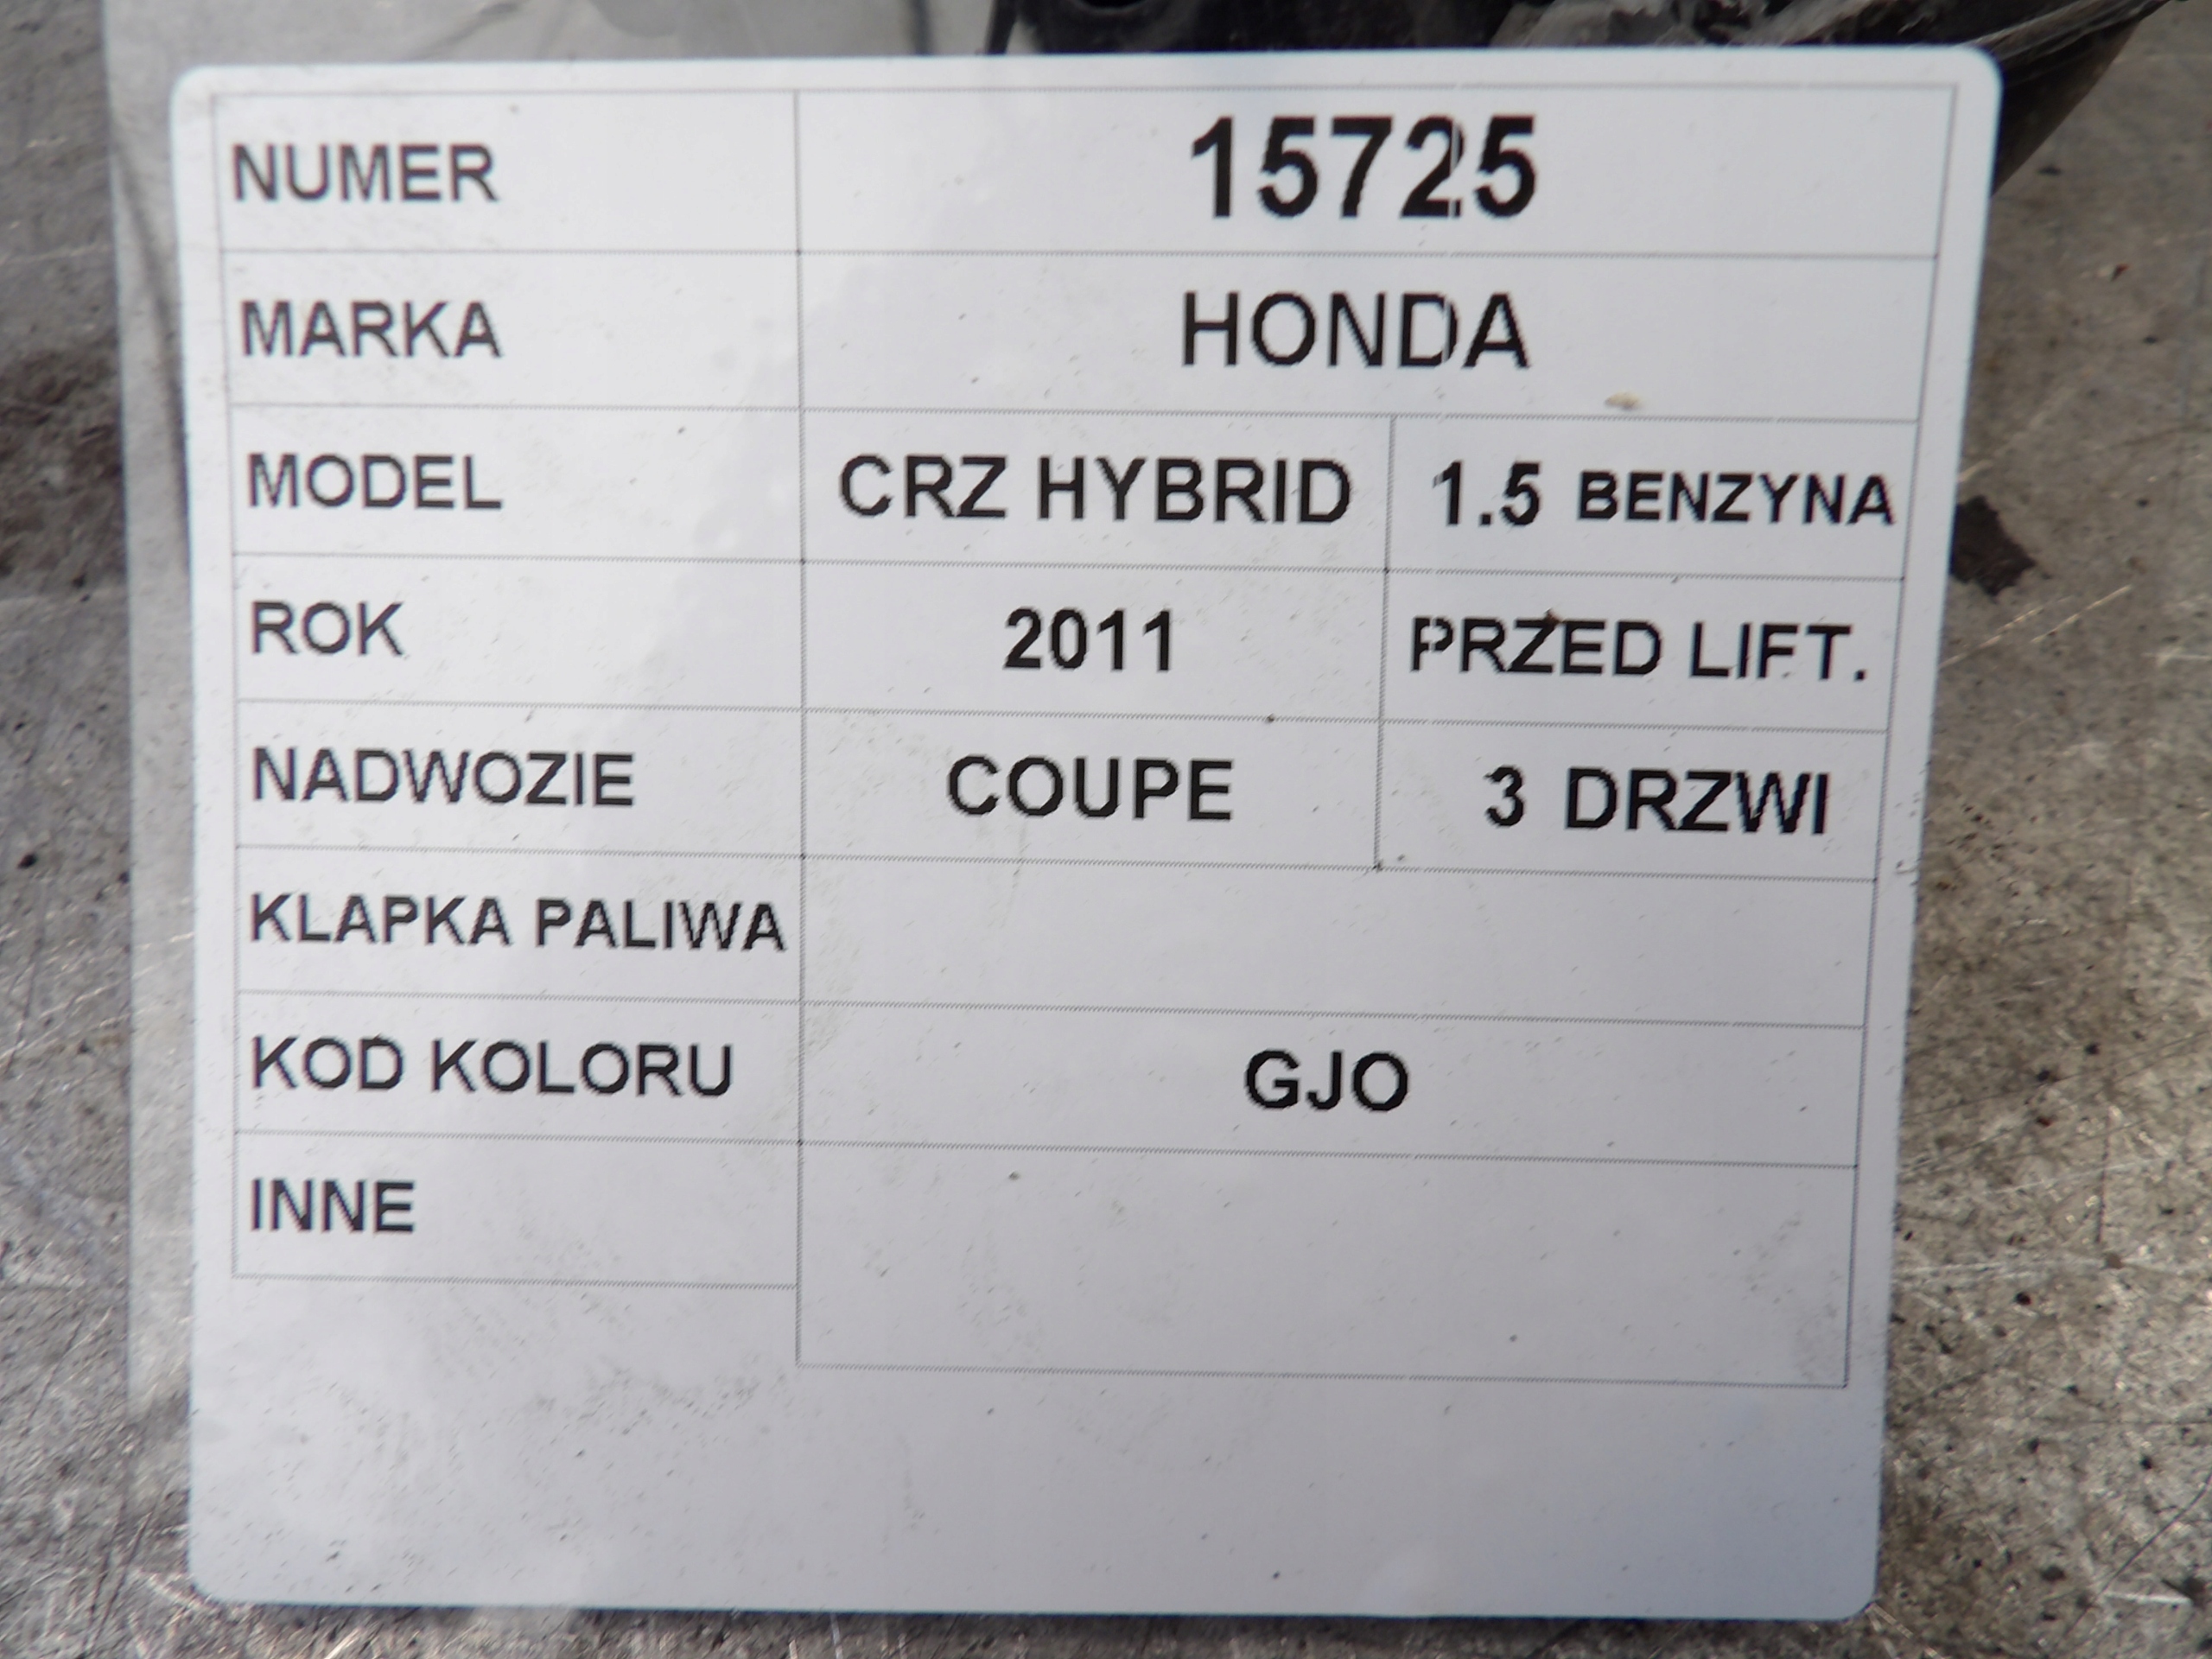 NUMER 15725
MARKA HONDA
MODEL CRZ HYBRID 1.5 BENZYNA
ROK 2011 PRZED LIFT.
NADWOZIE COUPE 3 DRZWI
KLAPKA PALIWA
KOD KOLORU GJO
INNE